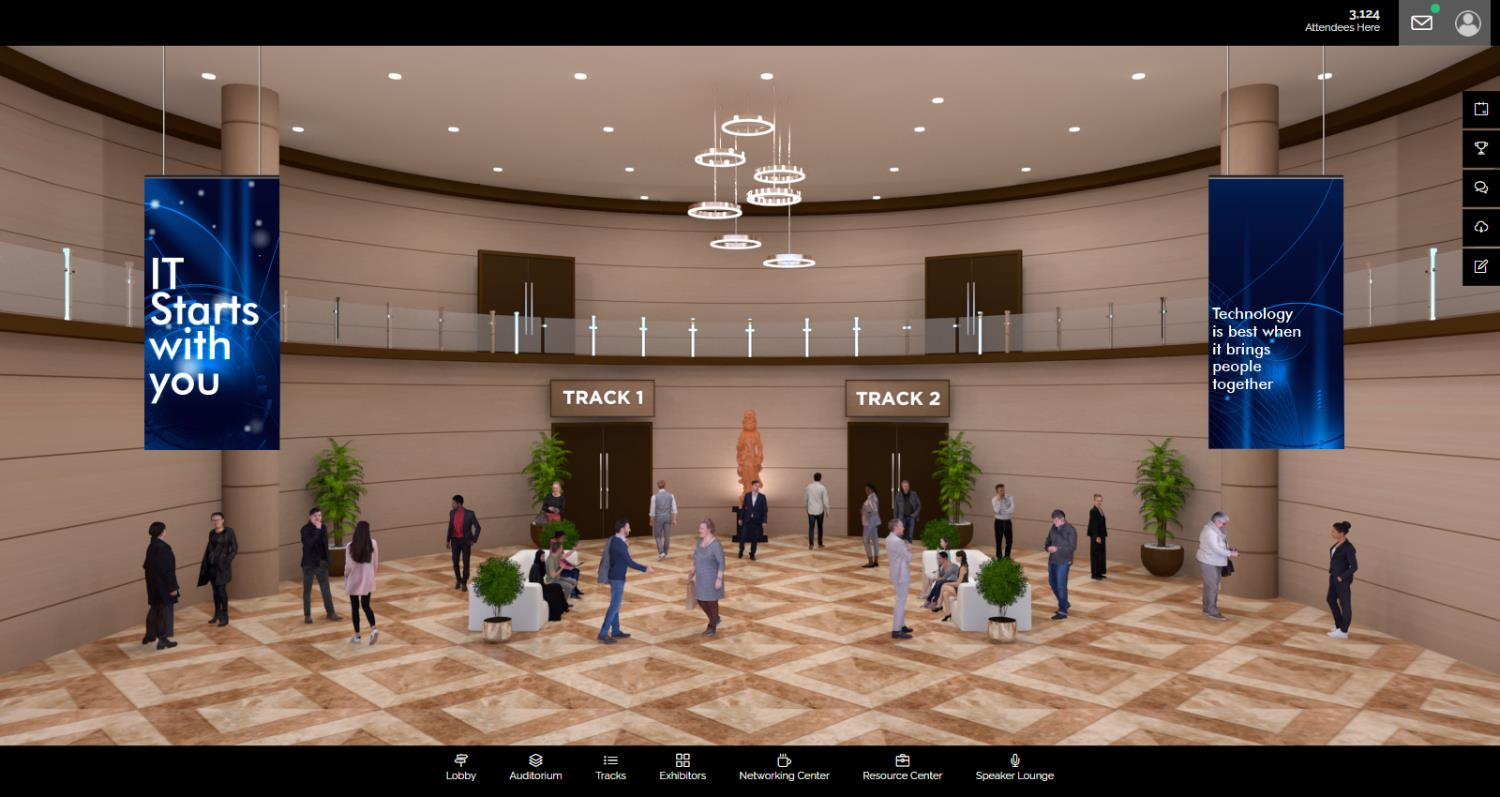 3,124
Attendees Here
IT
Starts
with
you
Technology
is best when
it brings
people
together
TRACK 1
TRACK 2
Lobby
Auditorium
Tracks
Exhibitors
Networking Center
Resource Center
Speaker Lounge